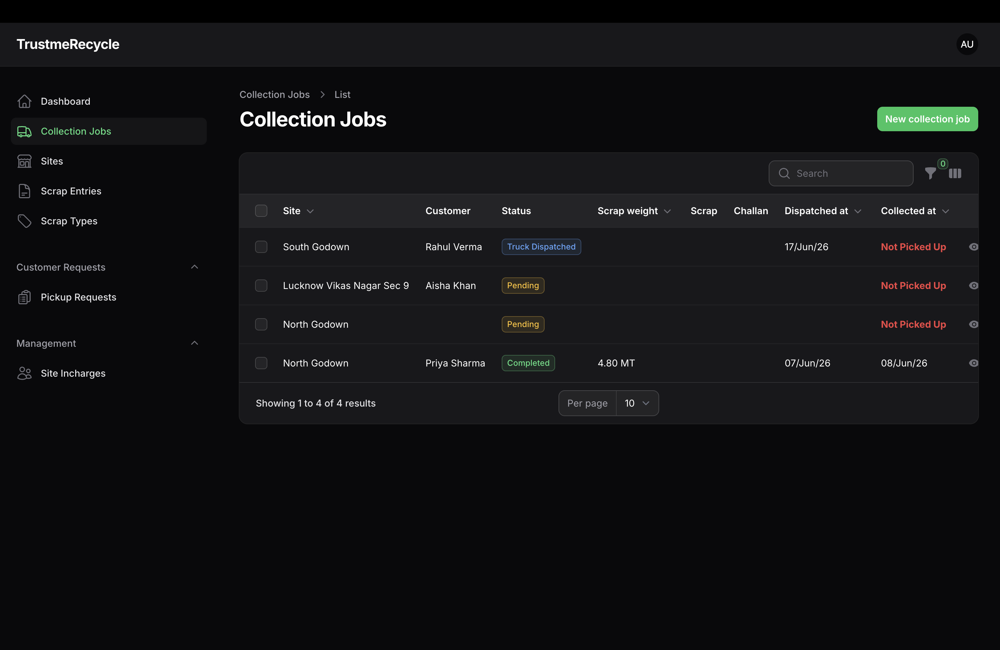 TrustmeRecycle
AU
Dashboard
Collection Jobs
Sites
Scrap Entries
Scrap Types
Customer Requests
Pickup Requests
Management
Site Incharges
Collection Jobs > List
Collection Jobs
New collection job
Search
0
Site Customer Status Scrap weight Scrap Challan Dispatched at Collected at
South Godown Rahul Verma Truck Dispatched 17/Jun/26 Not Picked Up
Lucknow Vikas Nagar Sec 9 Aisha Khan Pending Not Picked Up
North Godown Pending Not Picked Up
North Godown Priya Sharma Completed 4.80 MT 07/Jun/26 08/Jun/26
Showing 1 to 4 of 4 results
Per page 10